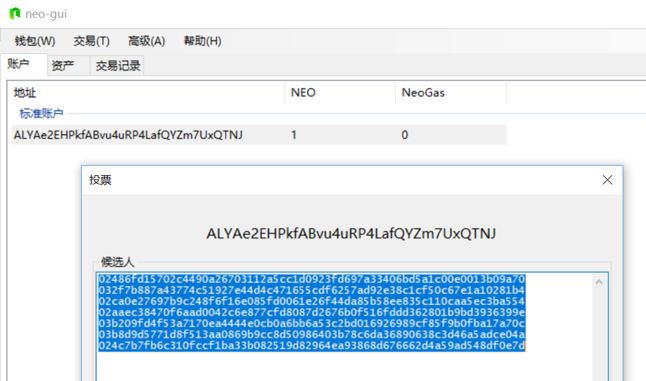 neo-gui
钱包(W) 交易(T) 高级(A) 帮助(H)
账户 资产 交易记录
地址 NEO NeoGas
标准账户
ALYAe2EHPkfABvu4uRP4LafQYZm7UxQTNJ 1 0
投票
ALYAe2EHPkfABvu4uRP4LafQYZm7UxQTNJ
候选人
02486fd15702c4490a26703112a5cc1d0923fd697a33406bd5a1c00e0013b09a70
032f7b887a43774c51927e44d4c471655cdf6257ad92e38c1cf50c67e1a10281b4
02ca0e27697b9c248f6f16e085fd0061e26f44da85b58ee835c110caa5ec3ba554
02aaec38470f6aad0042c6e877cfd8087d2676b0f516fddd362801b9bd3936399e
03b209fd4f53a7170ea4444e0cb0a6bb6a53c2bd016926989cf85f9b0fba17a70c
03b8d9d5771d8f513aa0869b9cc8d50986403b78c6da36890638c3d46a5adce04a
024c7b7fb6c310fccf1ba33b082519d82964ea93868d676662d4a59ad548df0e7d